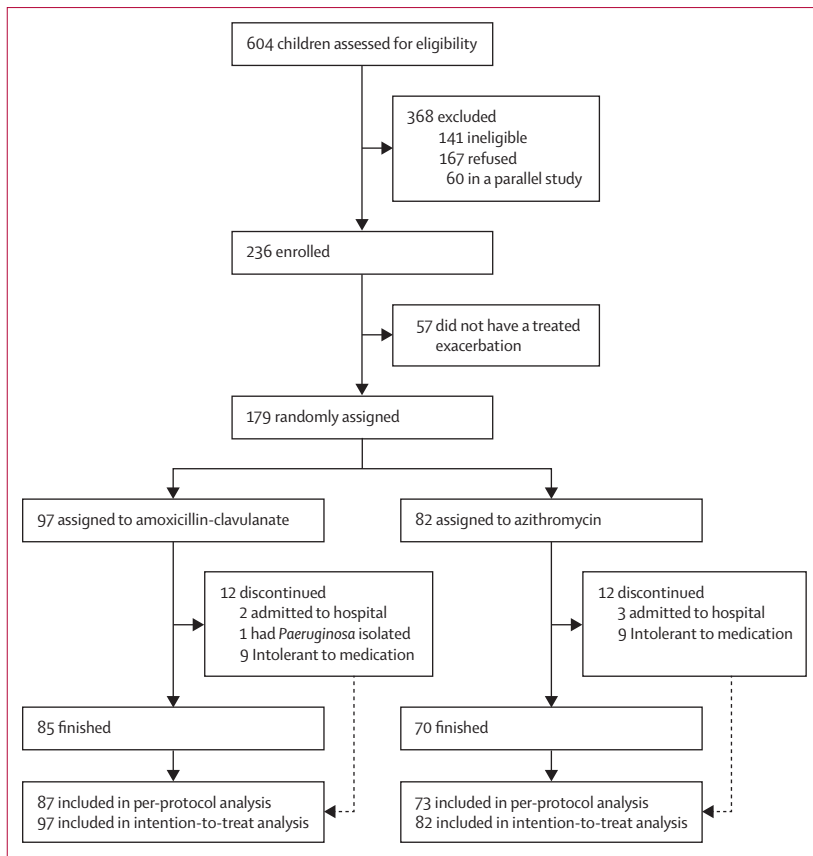 604 children assessed for eligibility
368 excluded
141 ineligible
167 refused
60 in a parallel study
236 enrolled
57 did not have a treated
exacerbation
179 randomly assigned
97 assigned to amoxicillin-clavulanate
82 assigned to azithromycin
12 discontinued
2 admitted to hospital
1 had Paeruginosa isolated
9 Intolerant to medication
12 discontinued
3 admitted to hospital
9 Intolerant to medication
85 finished
70 finished
87 included in per-protocol analysis
97 included in intention-to-treat analysis
73 included in per-protocol analysis
82 included in intention-to-treat analysis